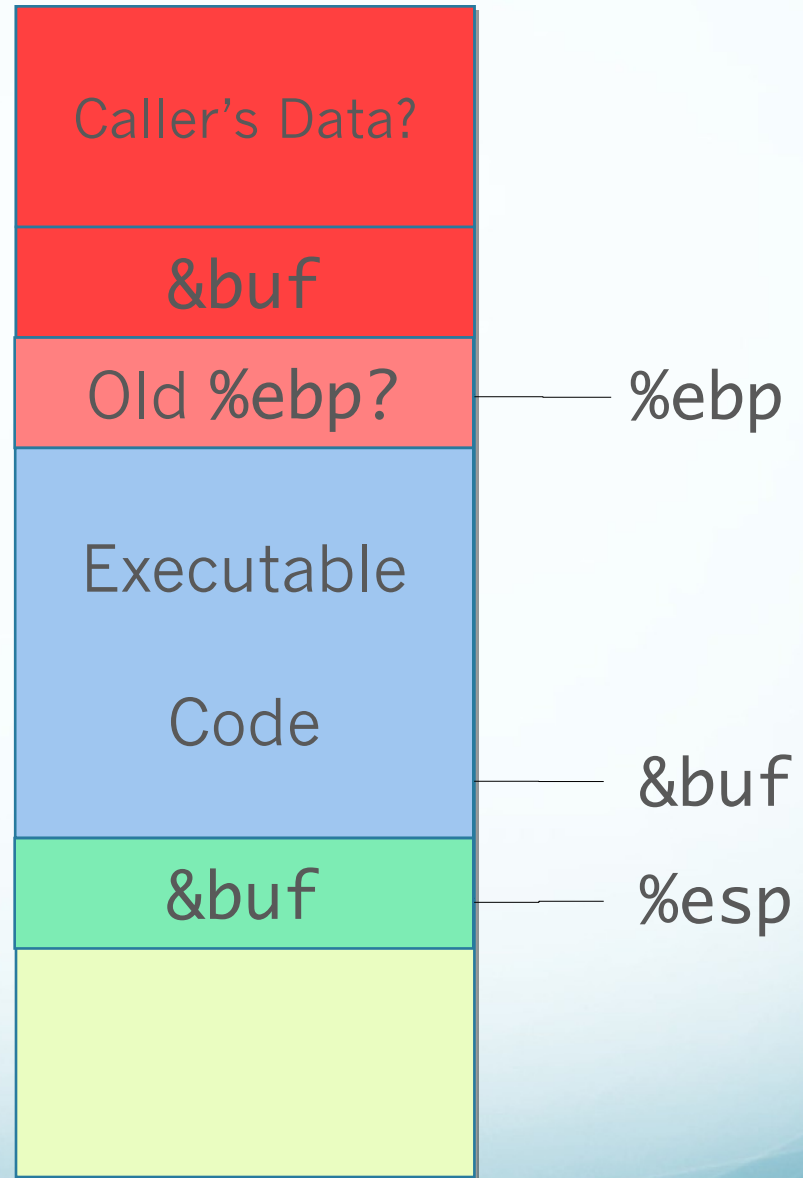 Caller’s Data?
&buf
Old %ebp?
%ebp
Executable
Code
&buf
&buf
%esp